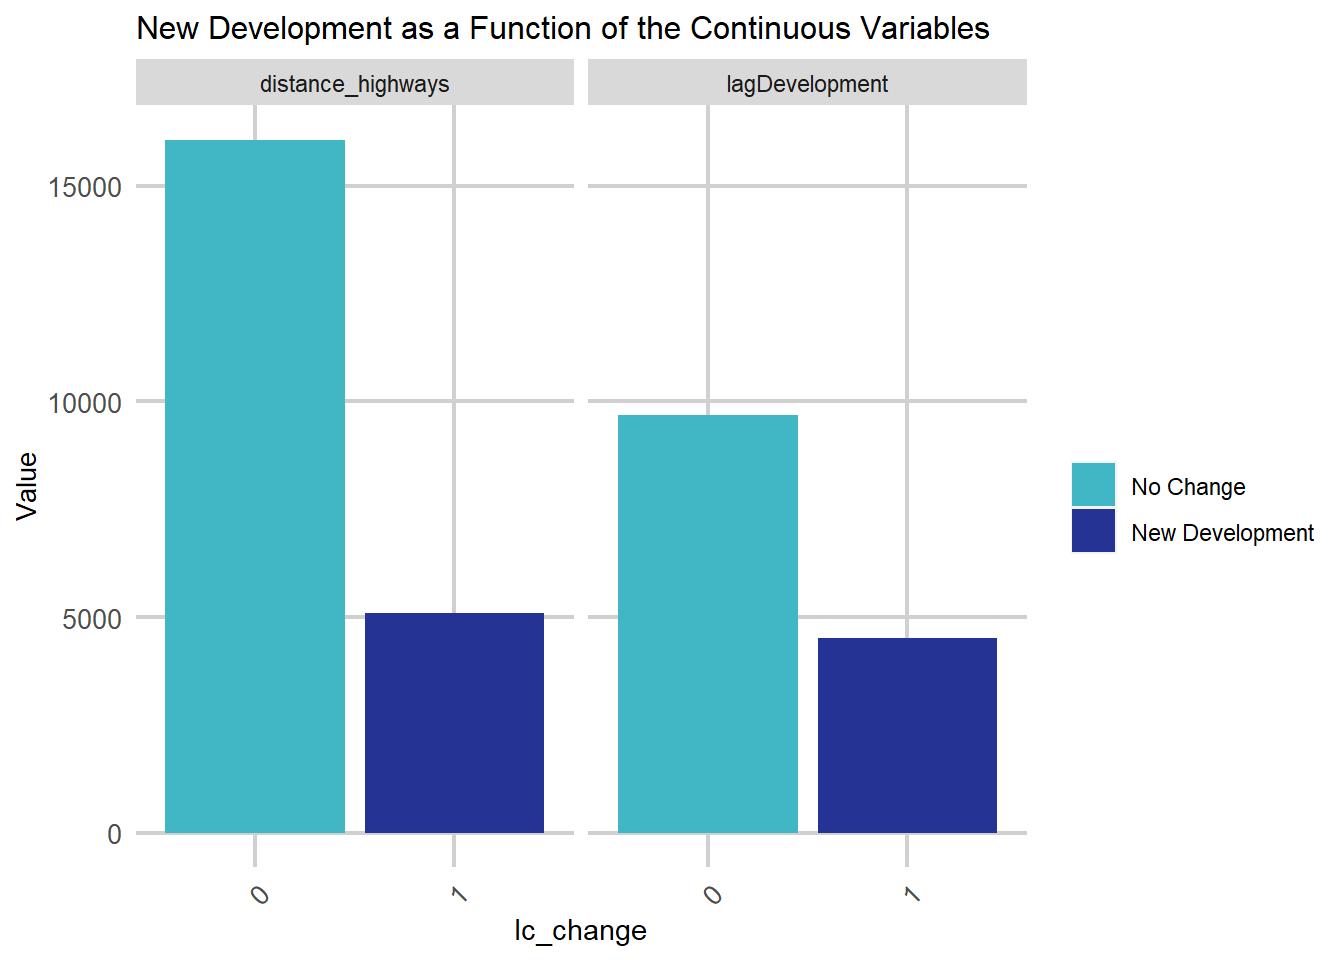 New Development as a Function of the Continuous Variables
distance_highways
lagDevelopment
15000
10000
5000
0
Value
0
1
0
1
lc_change
No Change
New Development